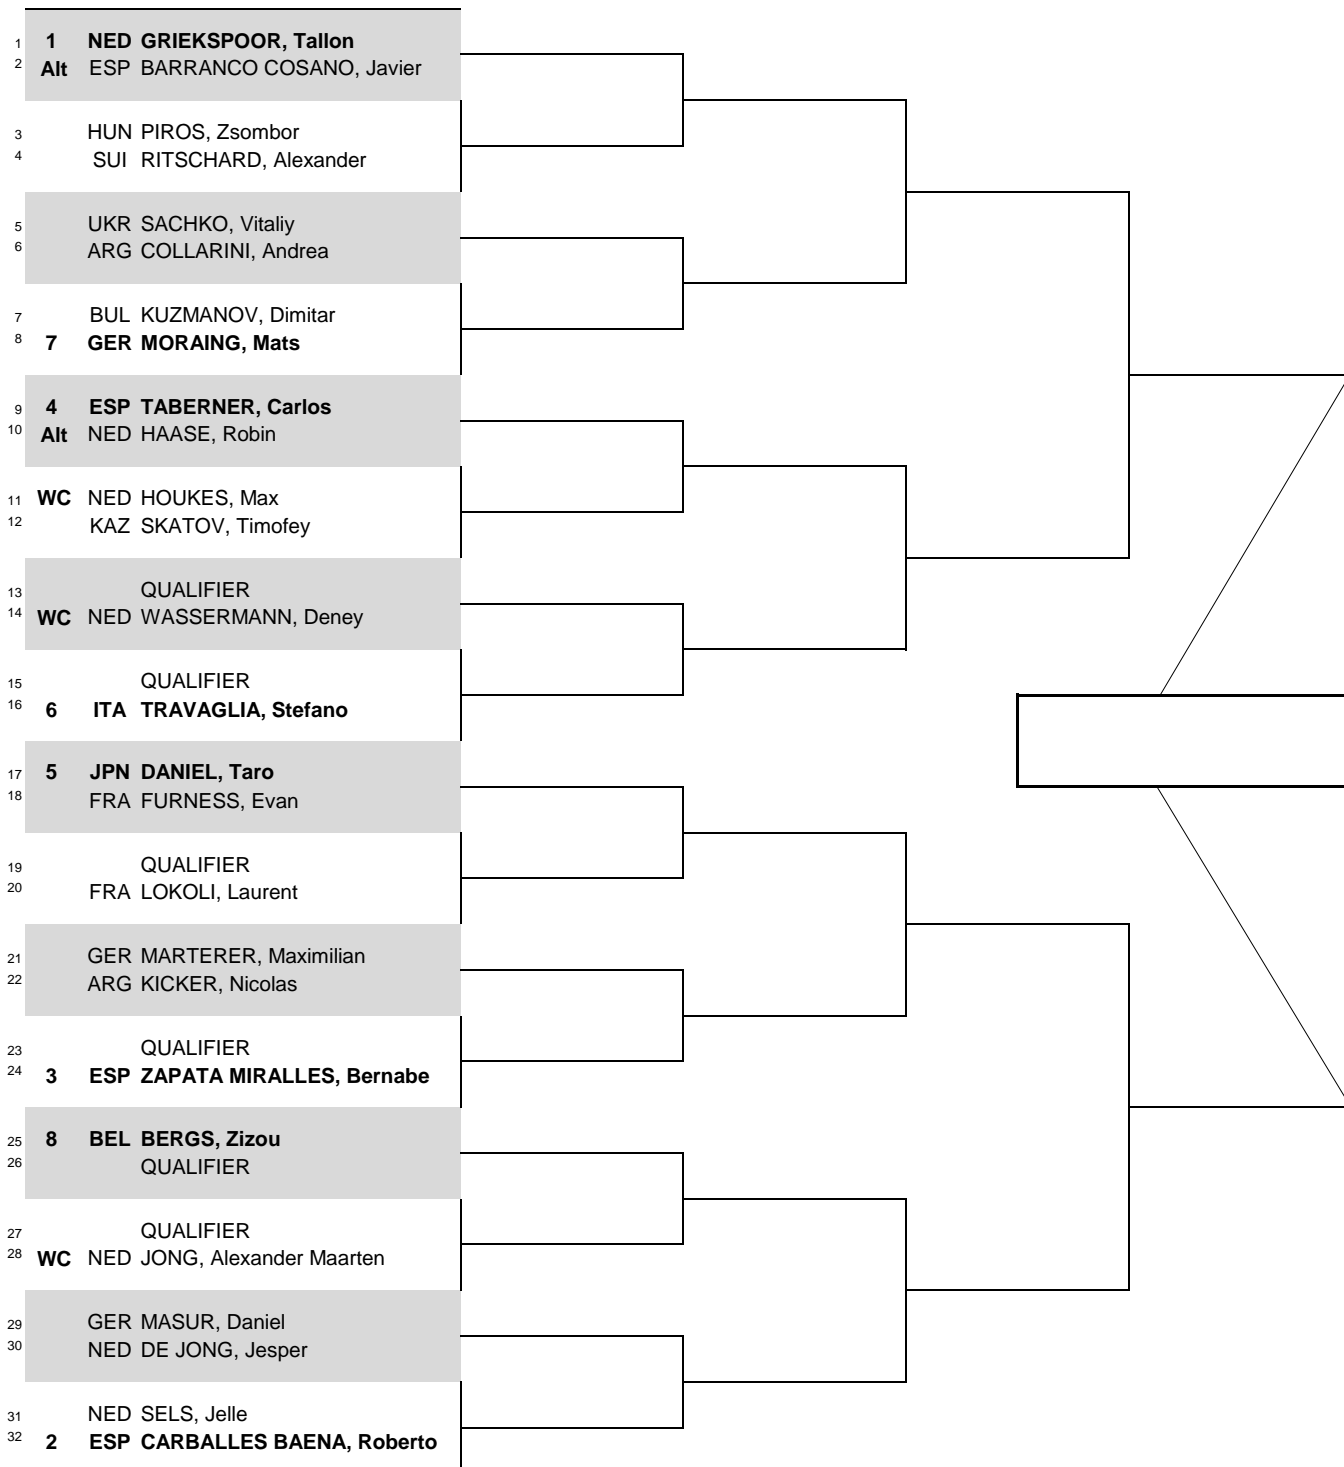 1 1 NED GRIEKSPOOR, Tallon
2 Alt ESP BARRANCO COSANO, Javier
3 HUN PIROS, Zsombor
4 SUI RITSCHARD, Alexander
5 UKR SACHKO, Vitaliy
6 ARG COLLARINI, Andrea
7 BUL KUZMANOV, Dimitar
8 7 GER MORAING, Mats
9 4 ESP TABERNER, Carlos
10 Alt NED HAASE, Robin
11 WC NED HOUKES, Max
12 KAZ SKATOV, Timofey
13 QUALIFIER
14 WC NED WASSERMANN, Deney
15 QUALIFIER
16 6 ITA TRAVAGLIA, Stefano
17 5 JPN DANIEL, Taro
18 FRA FURNESS, Evan
19 QUALIFIER
20 FRA LOKOLI, Laurent
21 GER MARTERER, Maximilian
22 ARG KICKER, Nicolas
23 QUALIFIER
24 3 ESP ZAPATA MIRALLES, Bernabe
25 8 BEL BERGS, Zizou
26 QUALIFIER
27 QUALIFIER
28 WC NED JONG, Alexander Maarten
29 GER MASUR, Daniel
30 NED DE JONG, Jesper
31 NED SELS, Jelle
32 2 ESP CARBALLES BAENA, Roberto